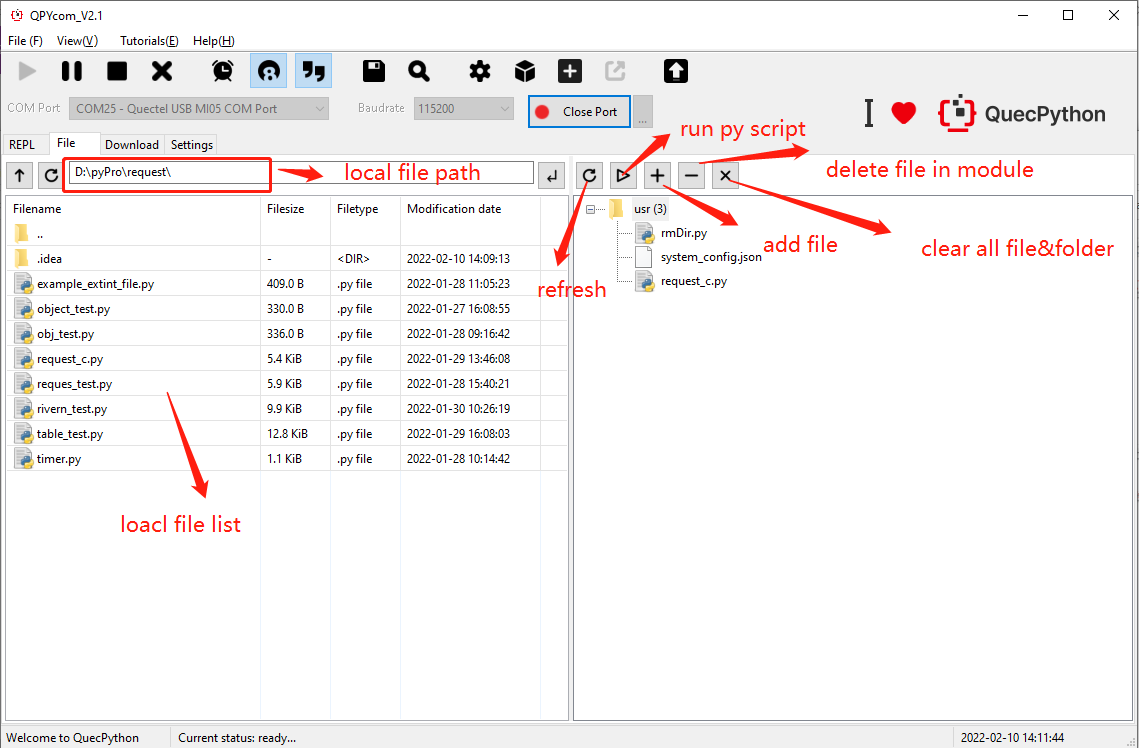 QPYcom_V2.1
File (F) View(V) Tutorials(E) Help(H)
COM Port COM25 - Quectel USB MI05 COM Port Baudrate 115200 Close Port ... I QuecPython
REPL File Download Settings
run py script
D:\pyPro\request\
local file path
delete file in module
Filename Filesize Filetype Modification date
usr (3)
..
rmDir.py
add file
clear all file&folder
.idea - <DIR> 2022-02-10 14:09:13
system_config.json
example_extint_file.py 409.0 B .py file 2022-01-28 11:05:23
request_c.py
refresh
object_test.py 330.0 B .py file 2022-01-27 16:08:55
obj_test.py 336.0 B .py file 2022-01-28 09:16:42
request_c.py 5.4 KiB .py file 2022-01-29 13:46:08
reques_test.py 5.9 KiB .py file 2022-01-28 15:40:21
rivern_test.py 9.9 KiB .py file 2022-01-30 10:26:19
table_test.py 12.8 KiB .py file 2022-01-29 16:08:03
timer.py 1.1 KiB .py file 2022-01-28 10:14:42
loacl file list
Welcome to QuecPython Current status: ready... 2022-02-10 14:11:44